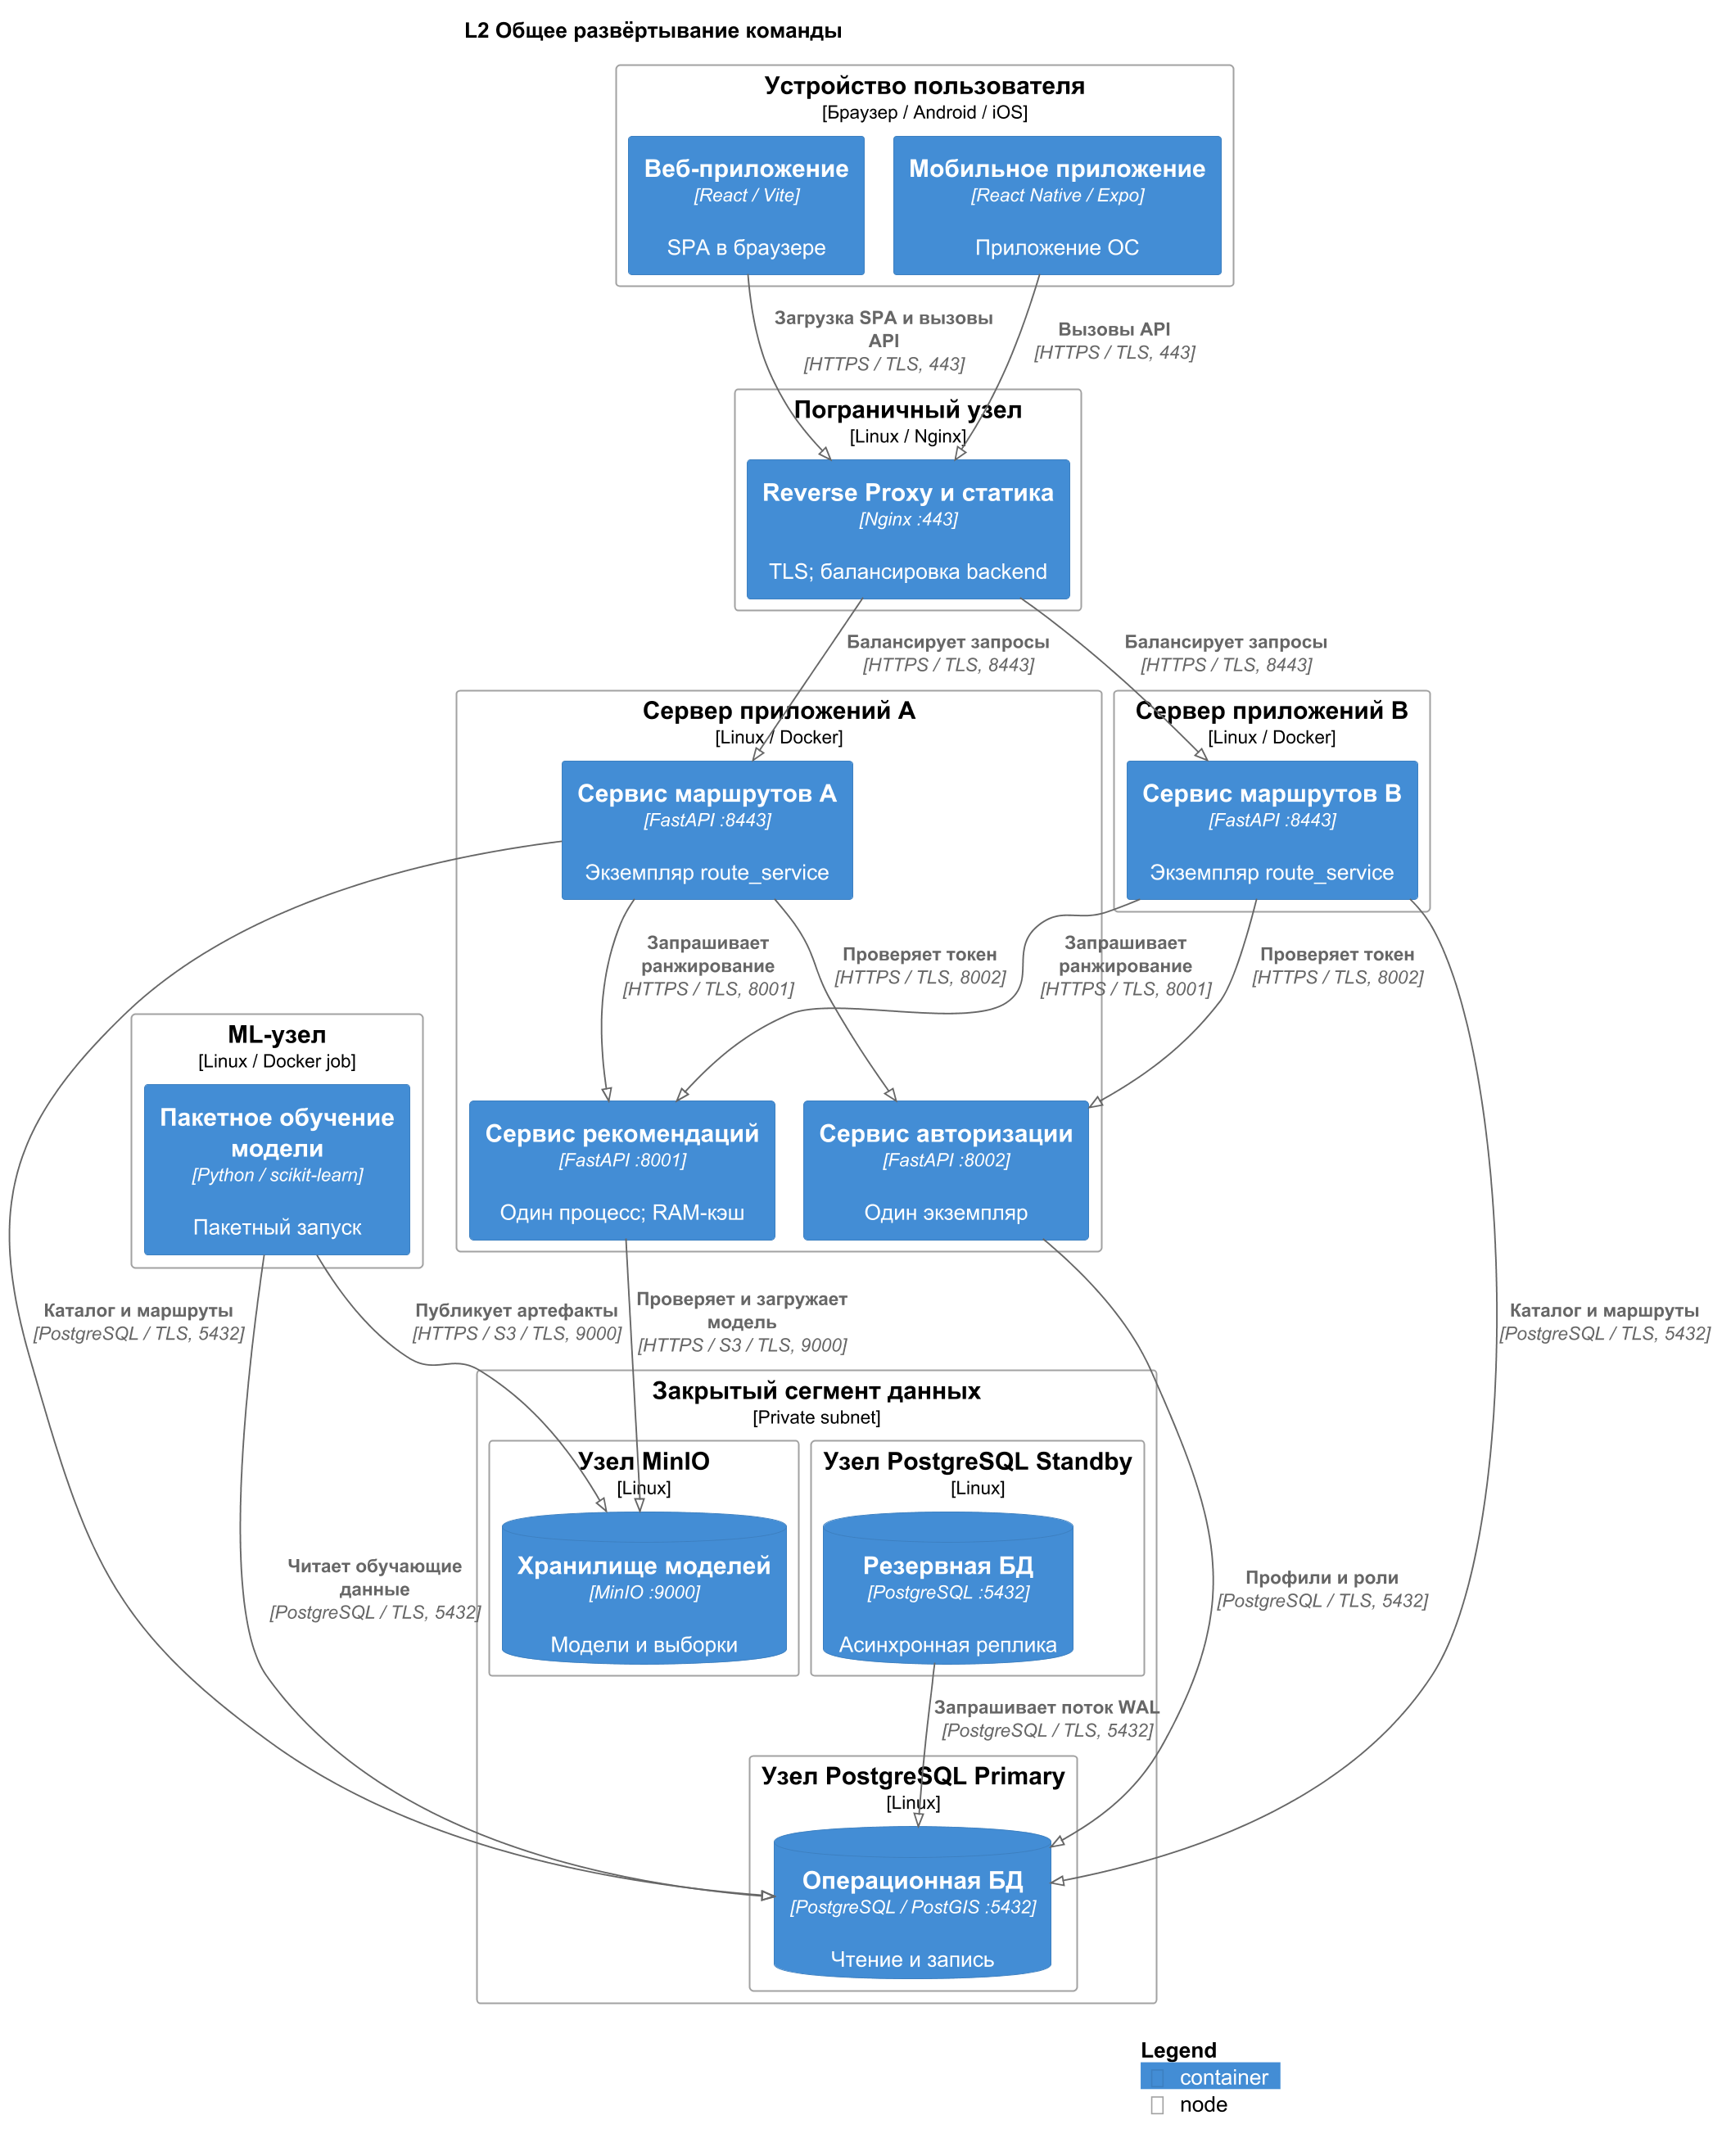 L2 Общее развёртывание команды
Устройство пользователя
[Браузер / Android / iOS]
Веб-приложение
[React / Vite]
SPA в браузере
Мобильное приложение
[React Native / Expo]
Приложение ОС
Загрузка SPA и вызовы
API
[HTTPS / TLS, 443]
Вызовы API
[HTTPS / TLS, 443]
Пограничный узел
[Linux / Nginx]
Reverse Proxy и статика
[Nginx :443]
TLS; балансировка backend
Балансирует запросы
[HTTPS / TLS, 8443]
Балансирует запросы
[HTTPS / TLS, 8443]
Сервер приложений A
[Linux / Docker]
Сервис маршрутов A
[FastAPI :8443]
Экземпляр route_service
Сервер приложений B
[Linux / Docker]
Сервис маршрутов B
[FastAPI :8443]
Экземпляр route_service
Запрашивает
ранжирование
[HTTPS / TLS, 8001]
Проверяет токен
[HTTPS / TLS, 8002]
Запрашивает
ранжирование
[HTTPS / TLS, 8001]
Проверяет токен
[HTTPS / TLS, 8002]
ML-узел
[Linux / Docker job]
Пакетное обучение
модели
[Python / scikit-learn]
Пакетный запуск
Сервис рекомендаций
[FastAPI :8001]
Один процесс; RAM-кэш
Сервис авторизации
[FastAPI :8002]
Один экземпляр
Каталог и маршруты
[PostgreSQL / TLS, 5432]
Публикует артефакты
[HTTPS / S3 / TLS, 9000]
Проверяет и загружает
модель
[HTTPS / S3 / TLS, 9000]
Каталог и маршруты
[PostgreSQL / TLS, 5432]
Закрытый сегмент данных
[Private subnet]
Узел MinIO
[Linux]
Хранилище моделей
[MinIO :9000]
Модели и выборки
Узел PostgreSQL Standby
[Linux]
Резервная БД
[PostgreSQL :5432]
Асинхронная реплика
Читает обучающие
данные
[PostgreSQL / TLS, 5432]
Профили и роли
[PostgreSQL / TLS, 5432]
Запрашивает поток WAL
[PostgreSQL / TLS, 5432]
Узел PostgreSQL Primary
[Linux]
Операционная БД
[PostgreSQL / PostGIS :5432]
Чтение и запись
Legend
container
node